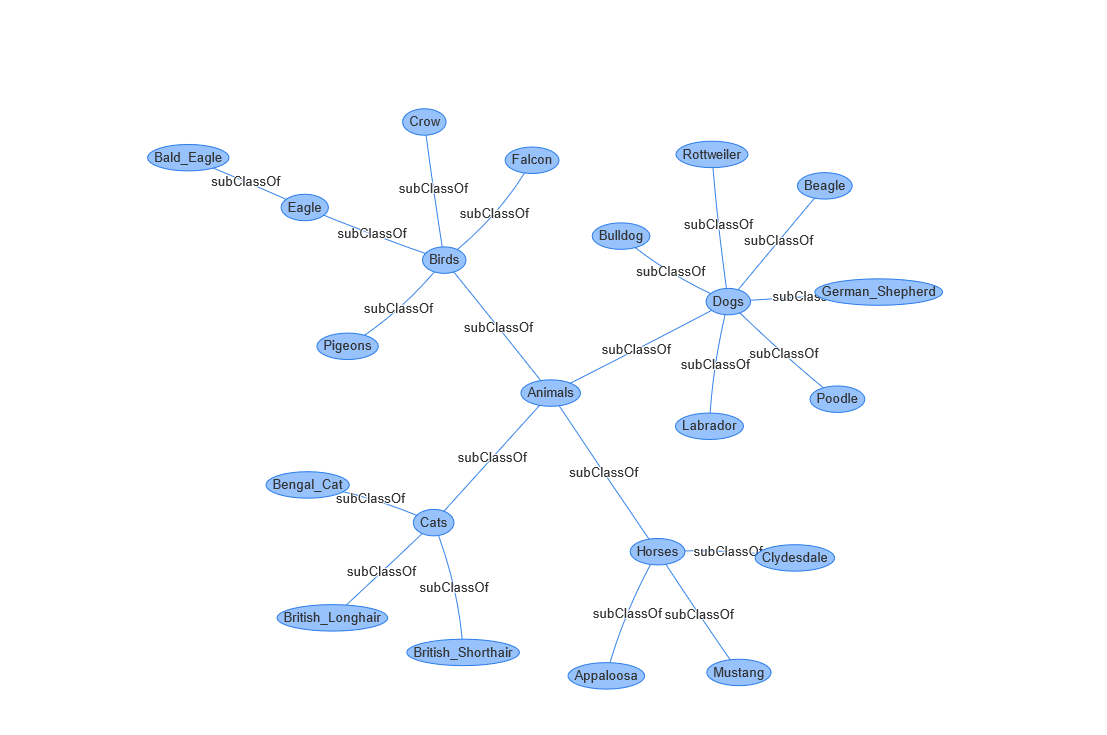 Crow
Bald_Eagle
Falcon
Rottweiler
subClassOf
Beagle
subClassOf
Eagle
subClassOf
subClassOf
subClassOf
Bulldog
subClassOf
subClassOf
Birds
subClassOf
German_Shepherd
subClass
Dogs
subClassOf
subClassOf
Pigeons
subClassOf
subClassOf
subClassOf
Animals
Poodle
Labrador
subClassOf
subClassOf
Bengal_Cat
subClassOf
Cats
Horses
subClassOf
Clydesdale
subClassOf
subClassOf
subClassOf
subClassOf
British_Longhair
British_Shorthair
Appaloosa
Mustang